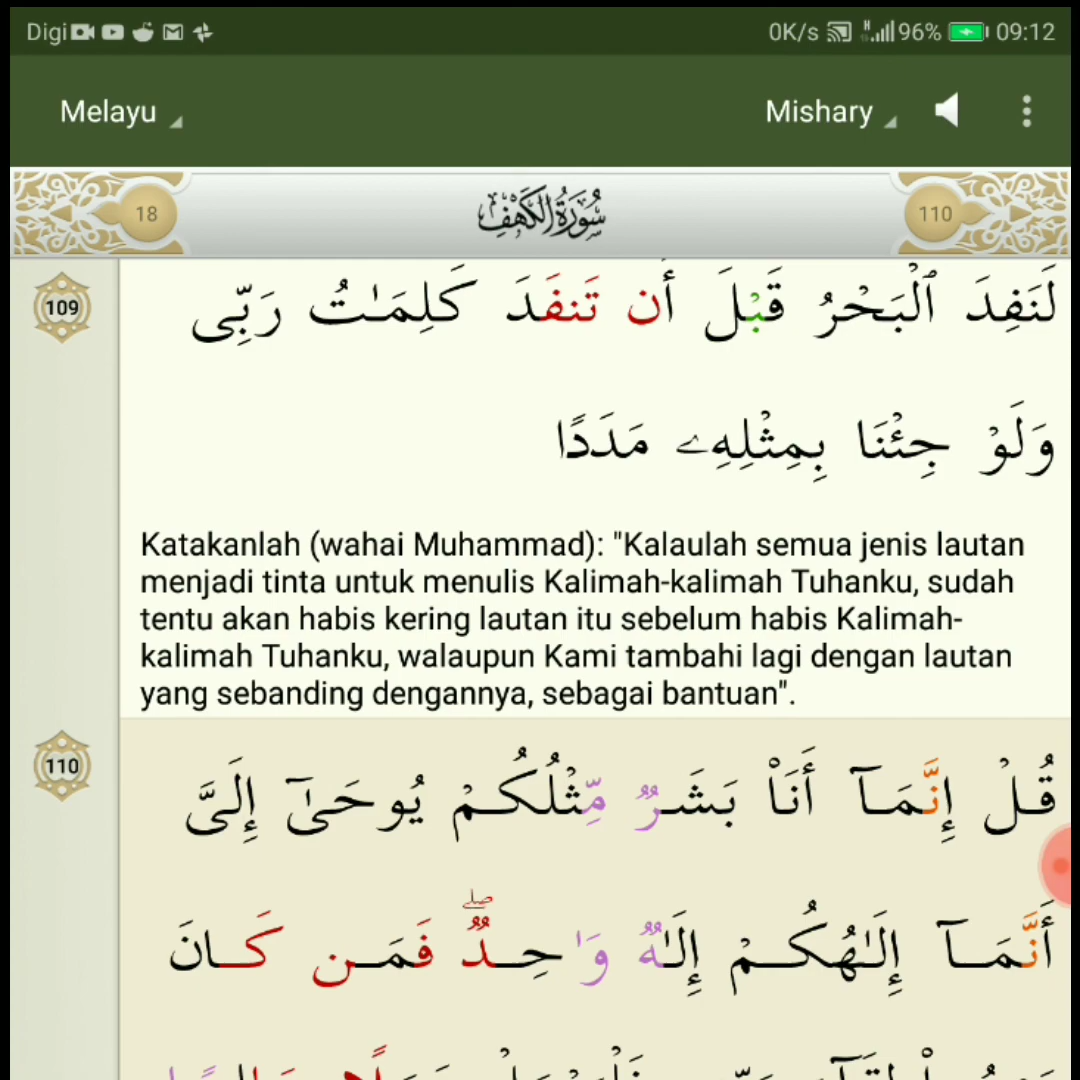 Digi 0K/s H 96% 09:12
Melayu Mishary
18 سُورَةُ الكَهْفِ 110
109 لَنَفِدَ ٱلْبَحْرُ قَبْلَ أَن تَنفَدَ كَلِمَـٰتُ رَبِّى
وَلَوْ جِئْنَا بِمِثْلِهِۦ مَدَدًا
Katakanlah (wahai Muhammad): "Kalaulah semua jenis lautan
menjadi tinta untuk menulis Kalimah-kalimah Tuhanku, sudah
tentu akan habis kering lautan itu sebelum habis Kalimah-
kalimah Tuhanku, walaupun Kami tambahi lagi dengan lautan
yang sebanding dengannya, sebagai bantuan".
110 قُلْ إِنَّمَآ أَنَا۠ بَشَرٌ مِّثْلُكُمْ يُوحَىٰٓ إِلَىَّ
أَنَّمَآ إِلَـٰهُكُمْ إِلَـٰهٌ وَٰحِدٌ ۖ فَمَن كَانَ